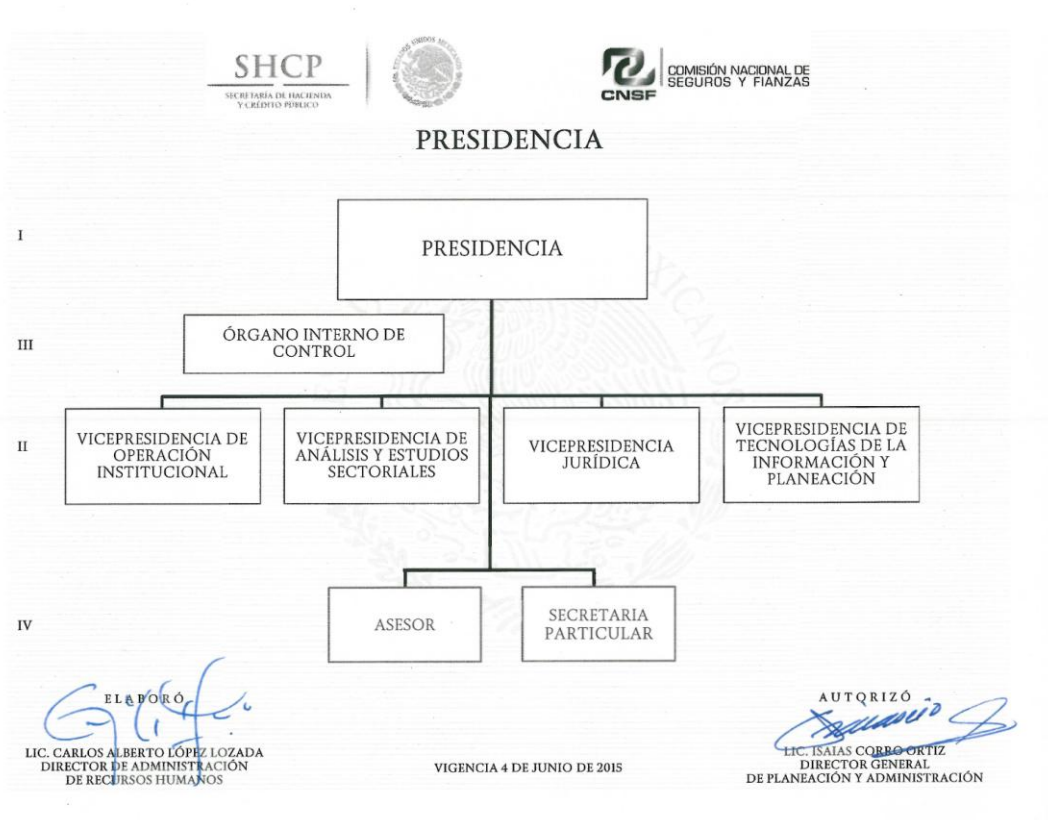 SHCP
SECRETARÍA DE HACIENDA
Y CRÉDITO PÚBLICO
ESTADOS UNIDOS MEXICANOS
CNSF
COMISIÓN NACIONAL DE
SEGUROS Y FIANZAS
PRESIDENCIA
I
PRESIDENCIA
III
ÓRGANO INTERNO DE
CONTROL
II
VICEPRESIDENCIA DE
OPERACIÓN
INSTITUCIONAL
VICEPRESIDENCIA DE
ANÁLISIS Y ESTUDIOS
SECTORIALES
VICEPRESIDENCIA
JURÍDICA
VICEPRESIDENCIA DE
TECNOLOGÍAS DE LA
INFORMACIÓN Y
PLANEACIÓN
IV
ASESOR
SECRETARIA
PARTICULAR
ELABORÓ
LIC. CARLOS ALBERTO LÓPEZ LOZADA
DIRECTOR DE ADMINISTRACIÓN
DE RECURSOS HUMANOS
VIGENCIA 4 DE JUNIO DE 2015
AUTORIZÓ
LIC. ISAIAS CORRO ORTIZ
DIRECTOR GENERAL
DE PLANEACIÓN Y ADMINISTRACIÓN